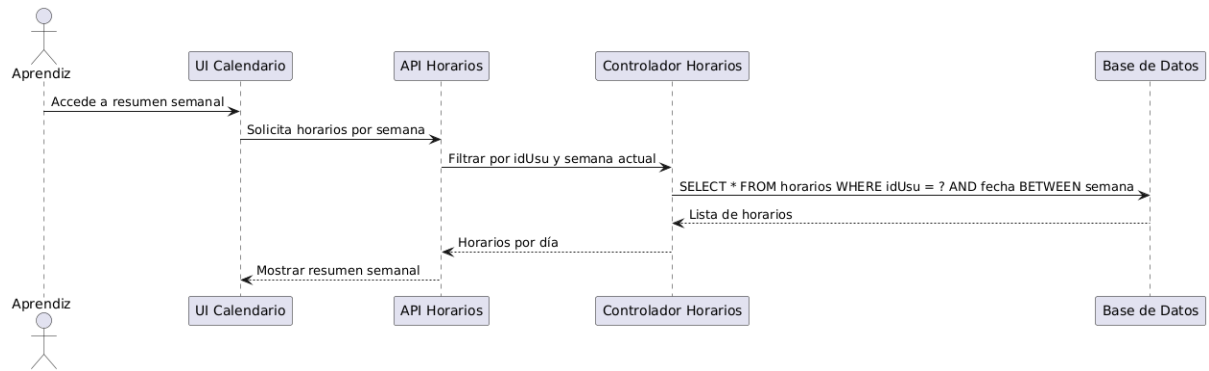 Aprendiz
UI Calendario
API Horarios
Controlador Horarios
Base de Datos
Accede a resumen semanal
Solicita horarios por semana
Filtrar por idUsu y semana actual
SELECT * FROM horarios WHERE idUsu = ? AND fecha BETWEEN semana
Lista de horarios
Horarios por día
Mostrar resumen semanal
Aprendiz
UI Calendario
API Horarios
Controlador Horarios
Base de Datos